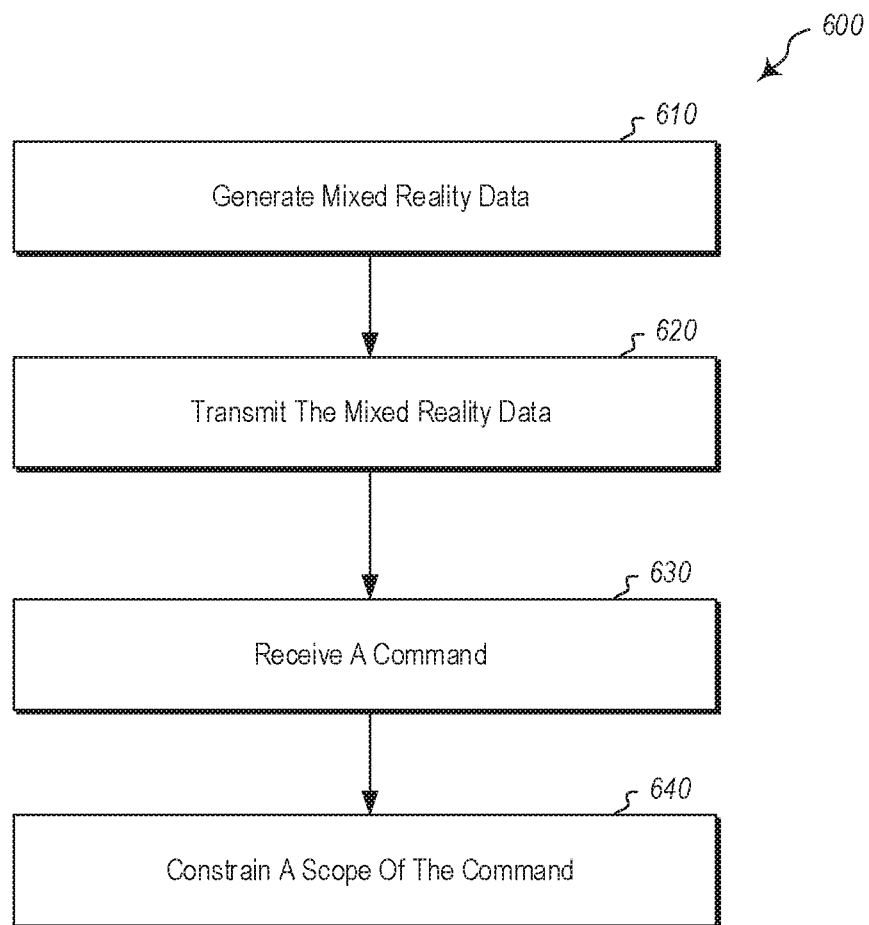 600
610
Generate Mixed Reality Data
620
Transmit The Mixed Reality Data
630
Receive A Command
640
Constrain A Scope Of The Command